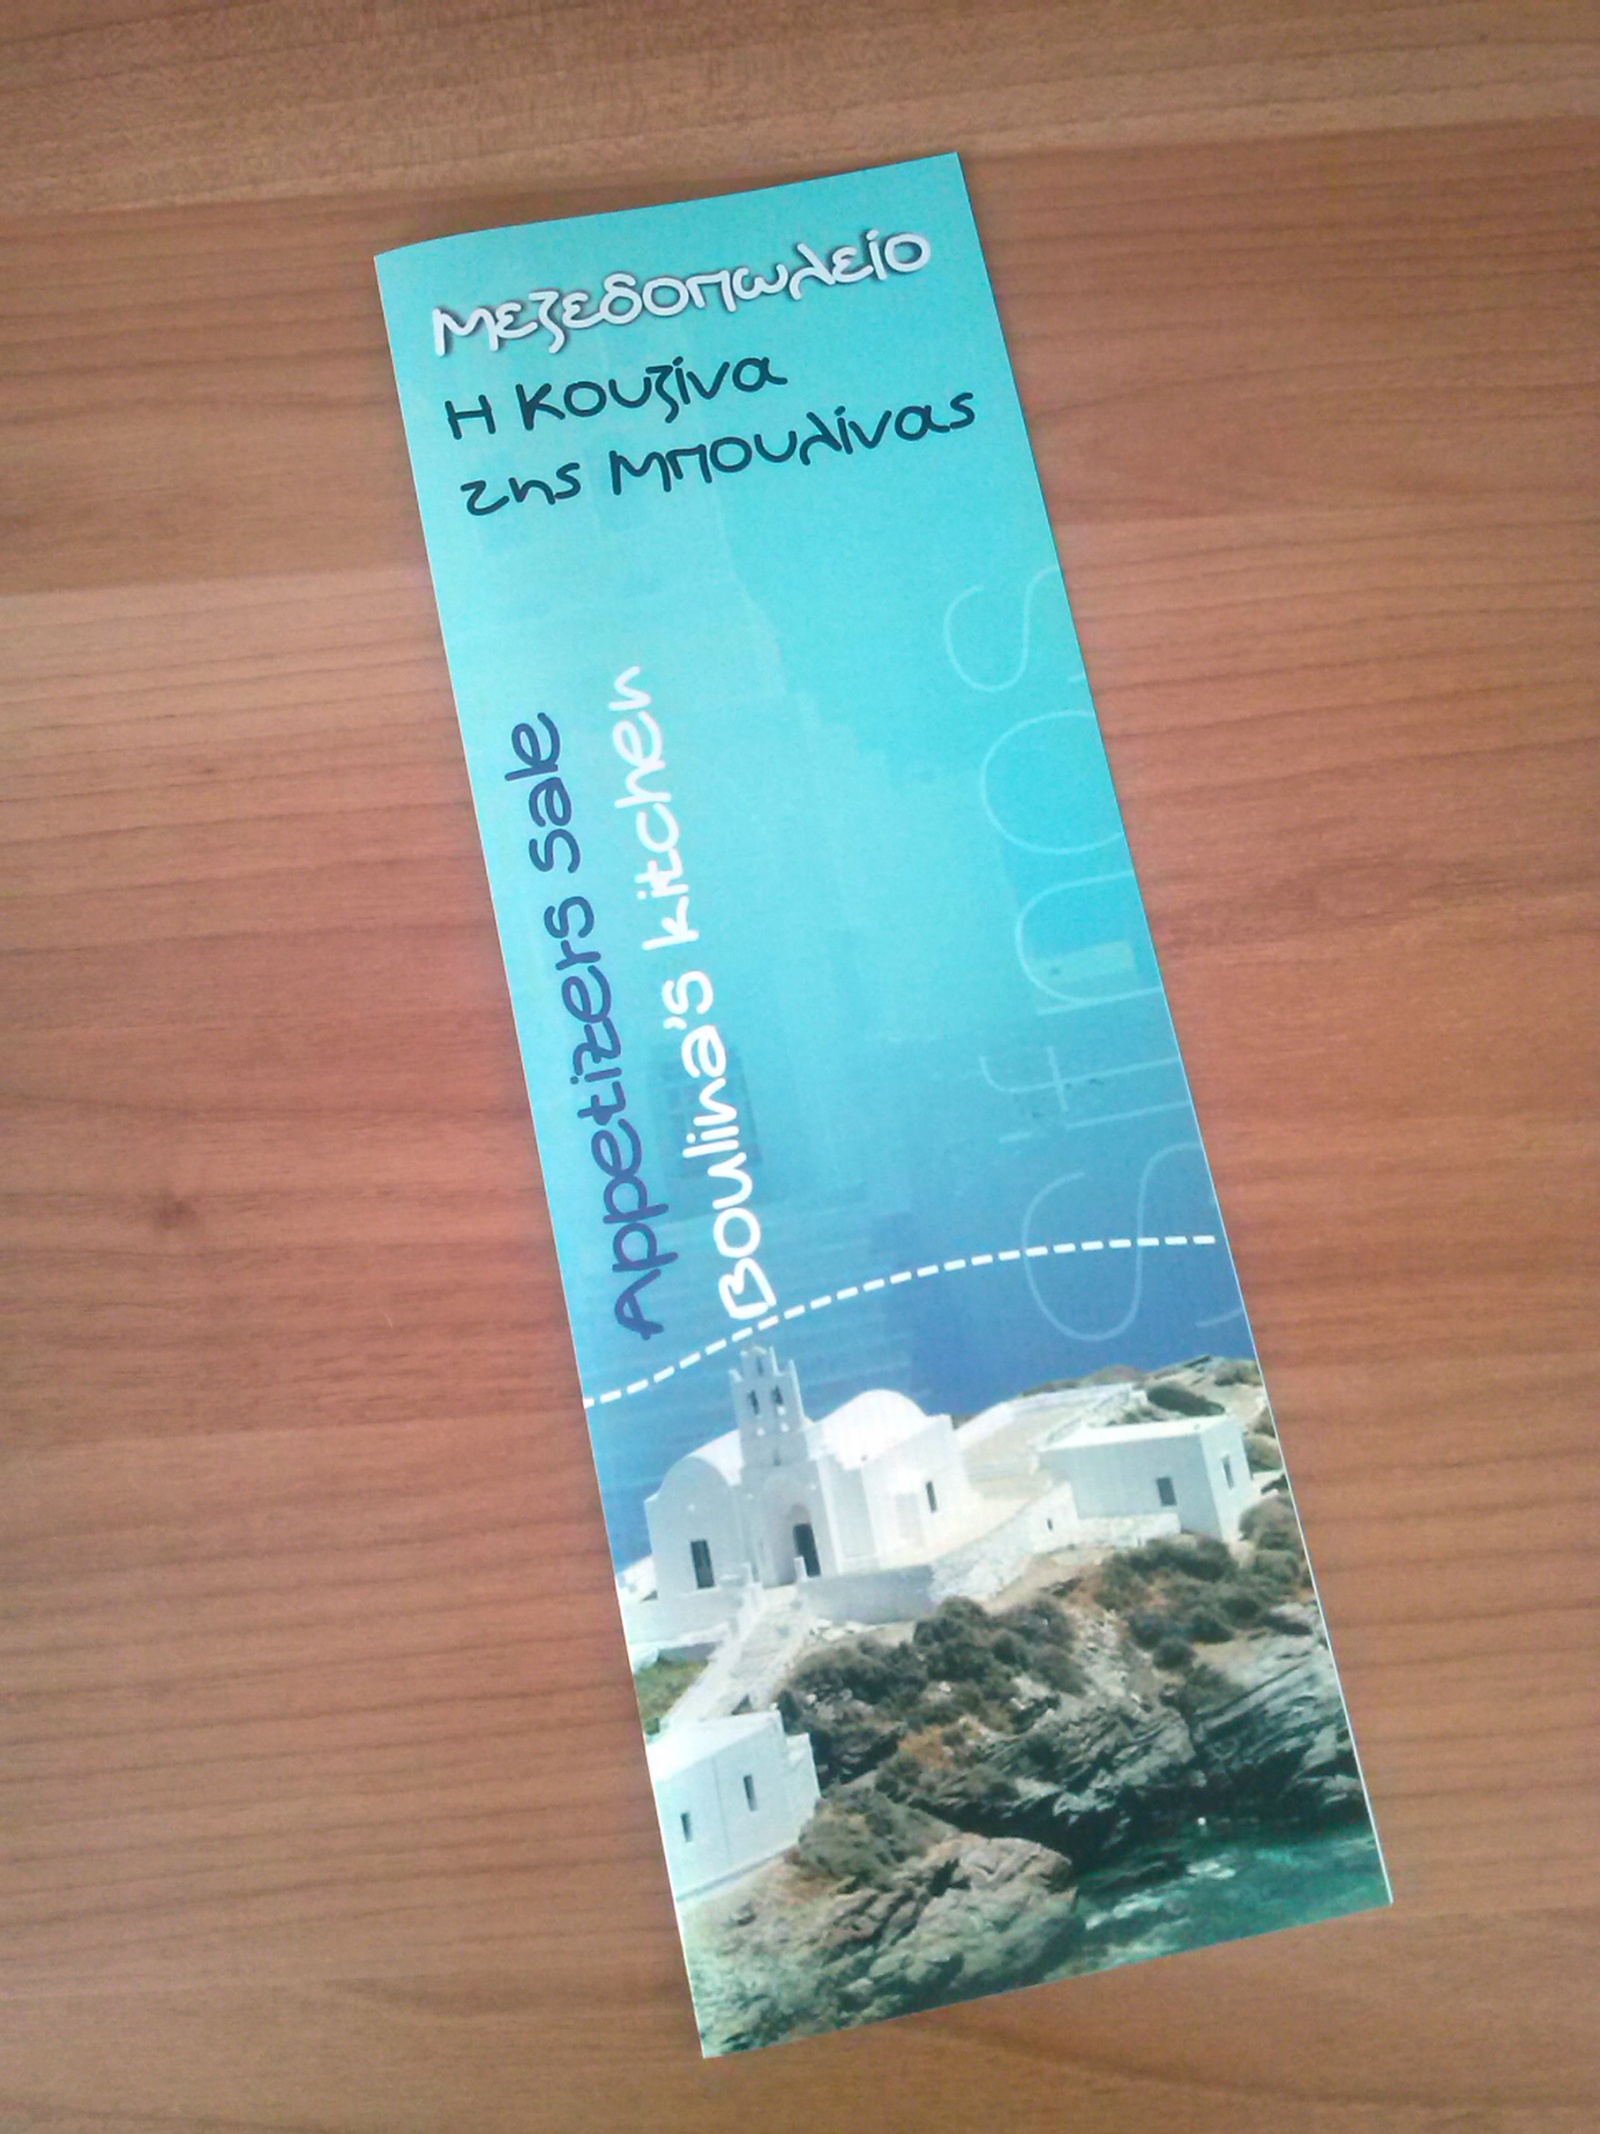 Μεζεδοπωλείο
Η Κουζίνα
της Μπουλίνας
Appetizers sale
Boulina's kitchen
Sifnos